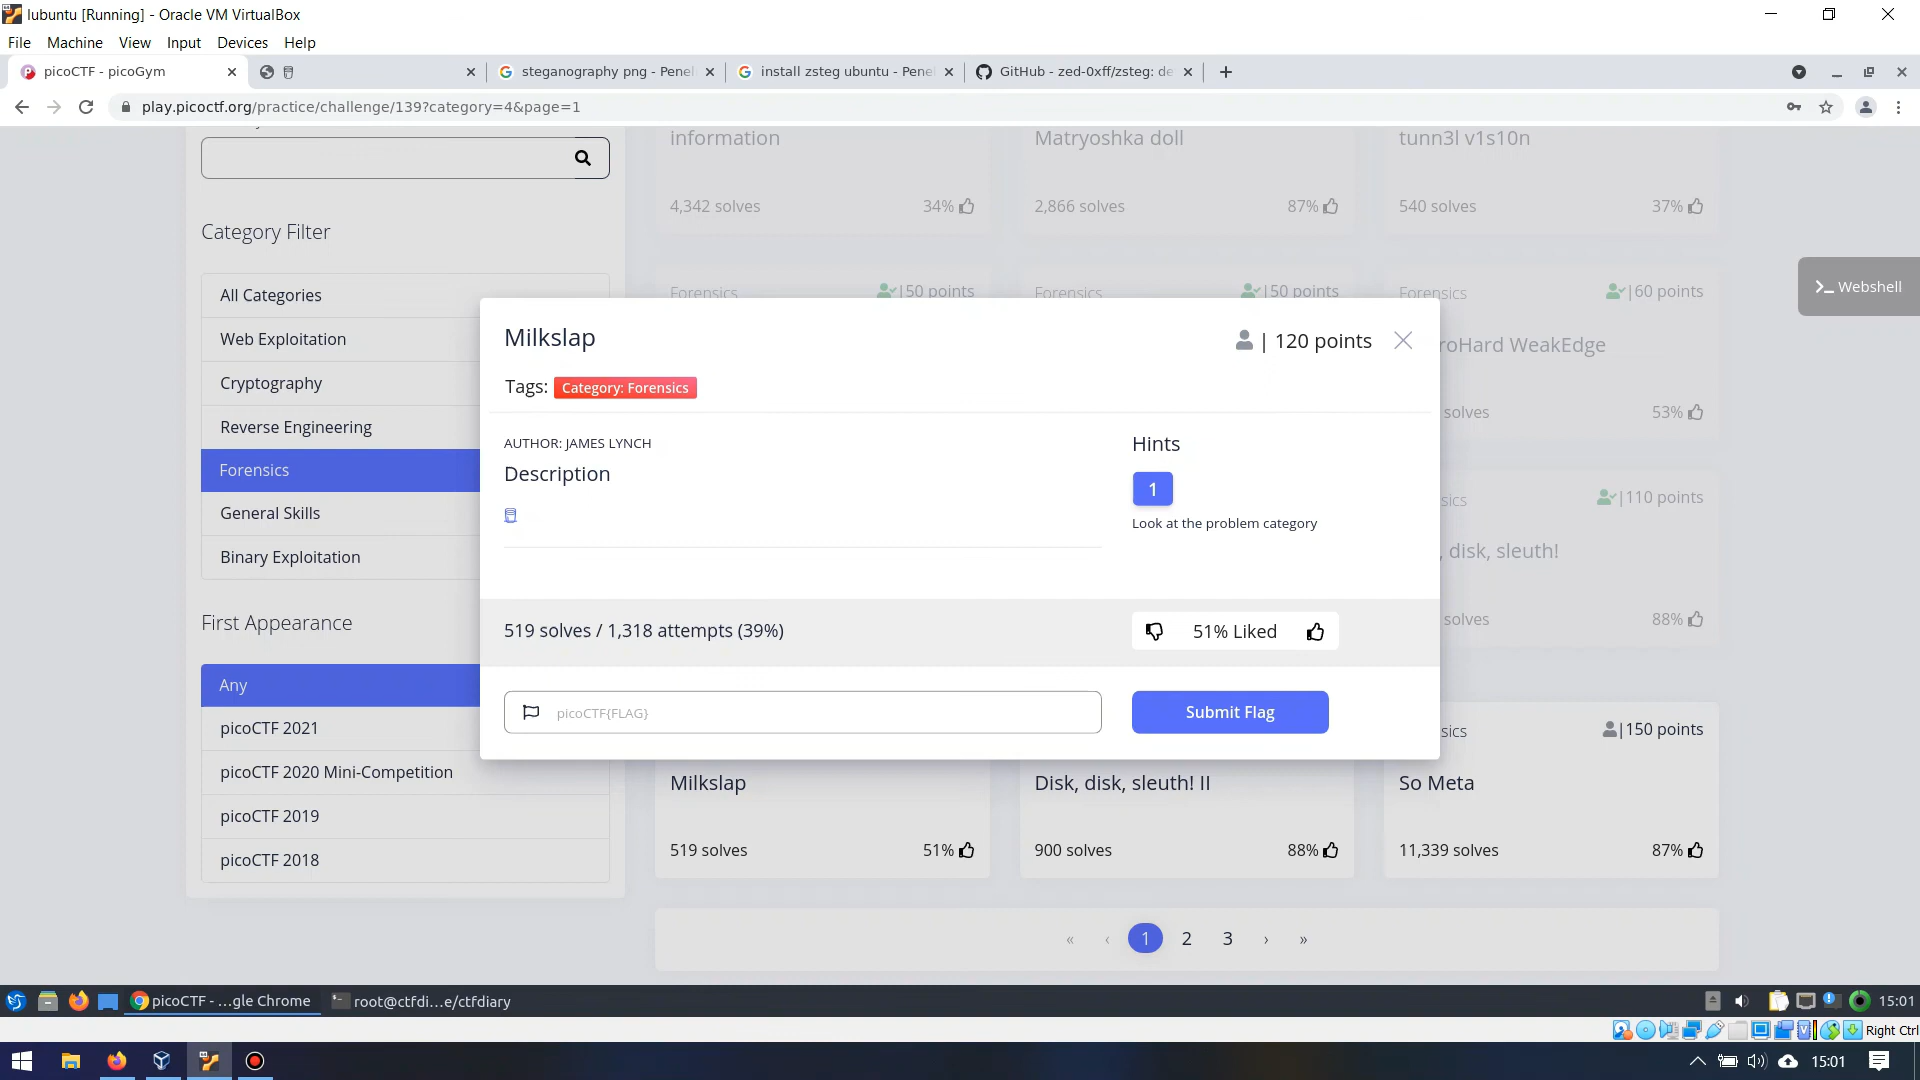 lubuntu [Running] - Oracle VM VirtualBox
File Machine View Input Devices Help
picoCTF - picoGym
steganography png - Penel
install zsteg ubuntu - Pene
GitHub - zed-0xff/zsteg: de
play.picoctf.org/practice/challenge/139?category=4&page=1
information
Matryoshka doll
tunn3l v1s10n
4,342 solves
34%
2,866 solves
87%
540 solves
37%
Category Filter
All Categories
Web Exploitation
Cryptography
Reverse Engineering
Forensics
General Skills
Binary Exploitation
First Appearance
Any
picoCTF 2021
picoCTF 2020 Mini-Competition
picoCTF 2019
picoCTF 2018
Forensics
|50 points
Forensics
|50 points
Forensics
|60 points
roHard WeakEdge
solves
53%
sics
|110 points
, disk, sleuth!
solves
88%
>_ Webshell
Milkslap
| 120 points
Tags: Category: Forensics
AUTHOR: JAMES LYNCH
Description
Hints
1
Look at the problem category
519 solves / 1,318 attempts (39%)
51% Liked
picoCTF{FLAG}
Submit Flag
sics
|150 points
Milkslap
Disk, disk, sleuth! II
So Meta
519 solves
51%
900 solves
88%
11,339 solves
87%
« ‹ 1 2 3 › »
picoCTF - ...gle Chrome
root@ctfdi...e/ctfdiary
15:01
Right Ctrl
15:01